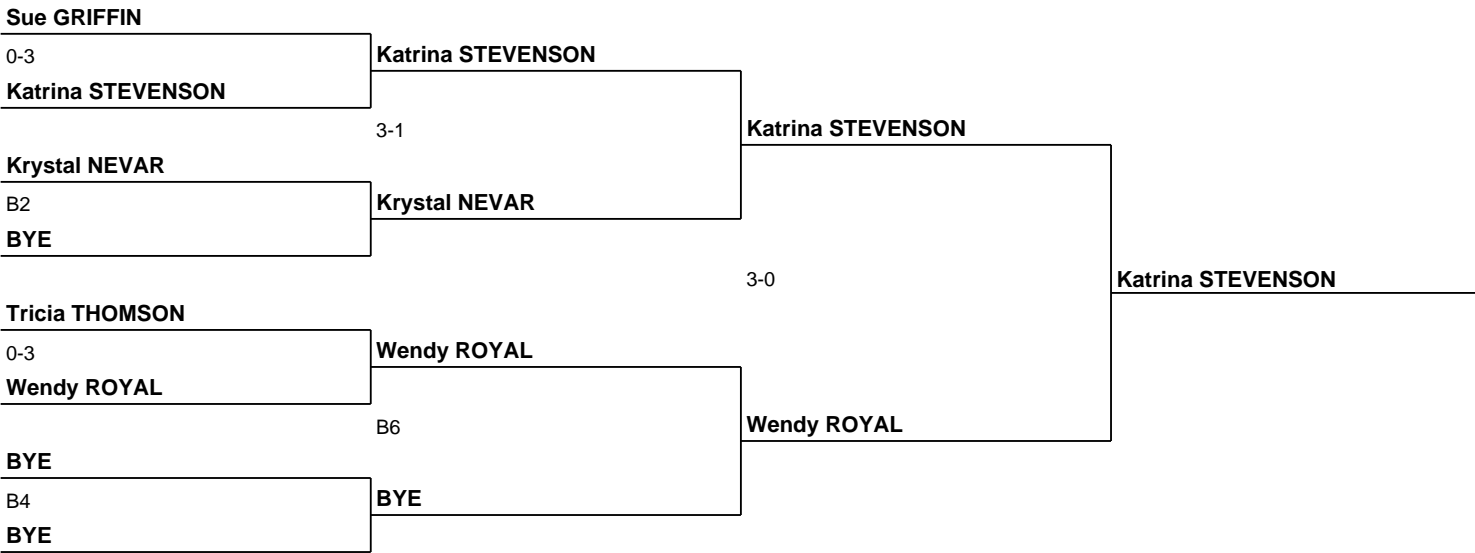 Sue GRIFFIN
0-3
Katrina STEVENSON
Katrina STEVENSON
3-1
Katrina STEVENSON
Krystal NEVAR
B2
Krystal NEVAR
BYE
3-0
Katrina STEVENSON
Tricia THOMSON
0-3
Wendy ROYAL
Wendy ROYAL
B6
Wendy ROYAL
BYE
B4
BYE
BYE